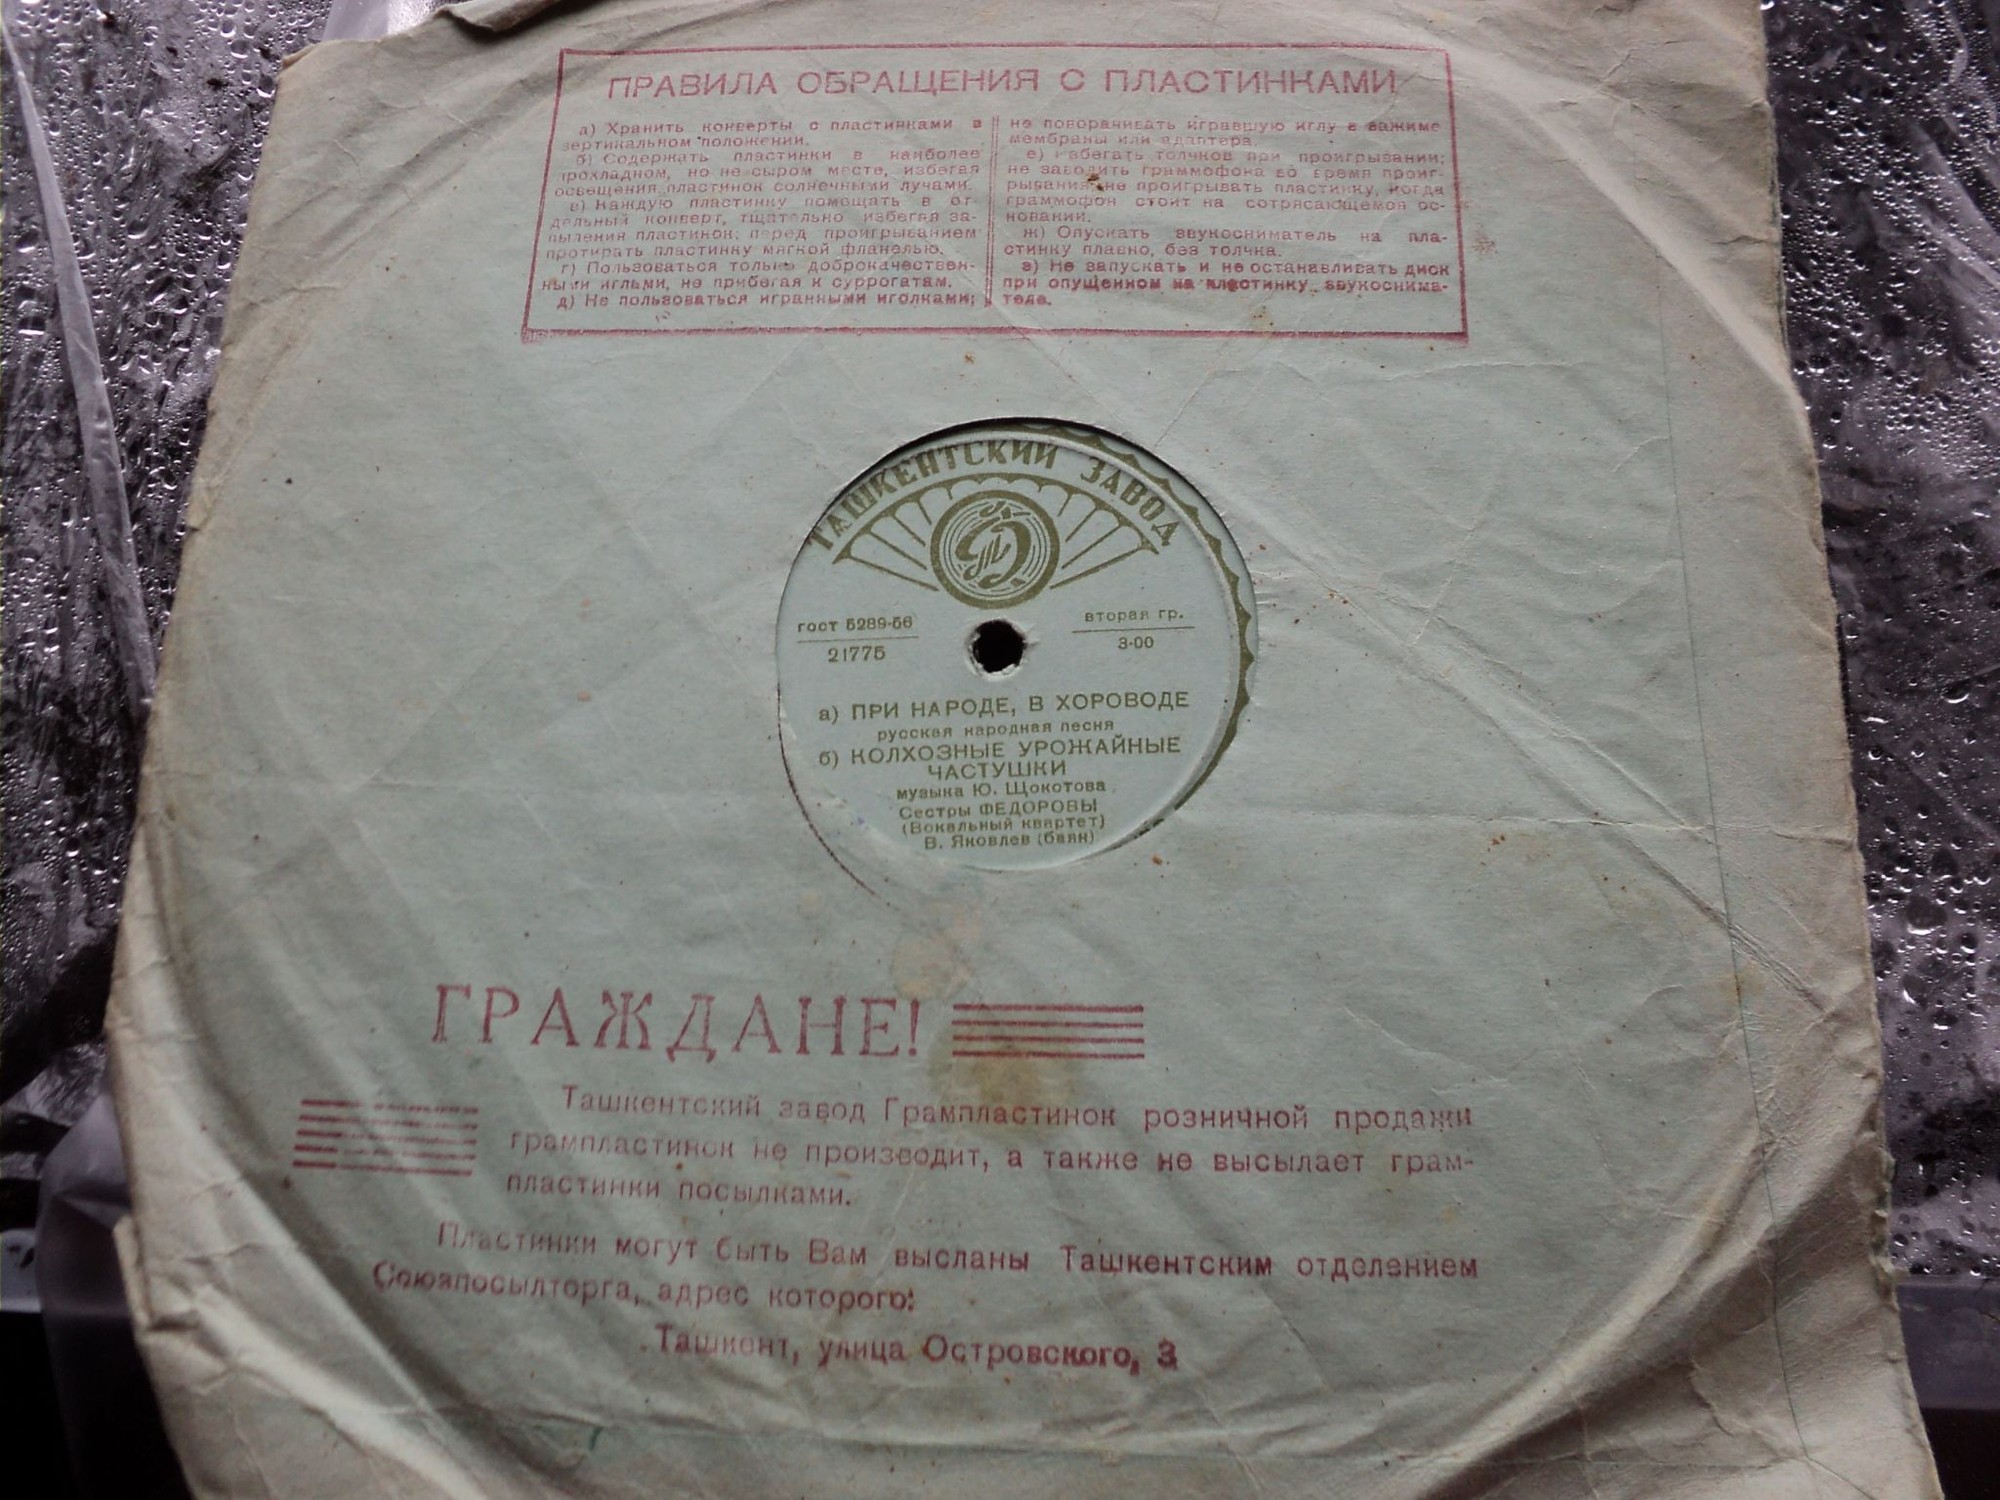 ПРАВИЛА ОБРАЩЕНИЯ С ПЛАСТИНКАМИ
а) Хранить конверты с пластинками в
вертикальном положении.
б) Содержать пластинки в наиболее
прохладном, но не сыром месте, избегая
освещения пластинок солнечными лучами.
в) Каждую пластинку помещать в от-
дельный конверт, тщательно избегая за-
пыления пластинок; перед проигрыванием
протирать пластинку мягкой фланелью.
г) Пользоваться только доброкачествен-
ными иглами, не прибегая к суррогатам.
д) Не пользоваться игранными иголками;
не поворачивать игравшую иглу в зажиме
мембраны или адаптера.
е) Избегать толчков при проигрывании;
не заводить граммофона во время проиг-
рывания; не проигрывать пластинку, когда
граммофон стоит на сотрясающемся ос-
новании.
ж) Опускать звукосниматель на пла-
стинку плавно, без толчка.
з) Не запускать и не останавливать диск
при опущенном на пластинку звукоснима-
теле.
ТАШКЕНТСКИЙ ЗАВОД
гост 5289-56
21775
вторая гр.
3-00
а) ПРИ НАРОДЕ, В ХОРОВОДЕ
русская народная песня
б) КОЛХОЗНЫЕ УРОЖАЙНЫЕ
ЧАСТУШКИ
музыка Ю. Щокотова
Сестры ФЕДОРОВЫ
(Вокальный квартет)
В. Яковлев (баян)
ГРАЖДАНЕ!
Ташкентский завод Грампластинок розничной продажи
грампластинок не производит, а также не высылает грам-
пластинки посылками.
Пластинки могут быть Вам высланы Ташкентским отделением
Союзпосылторга, адрес которого:
Ташкент, улица Островского, 3